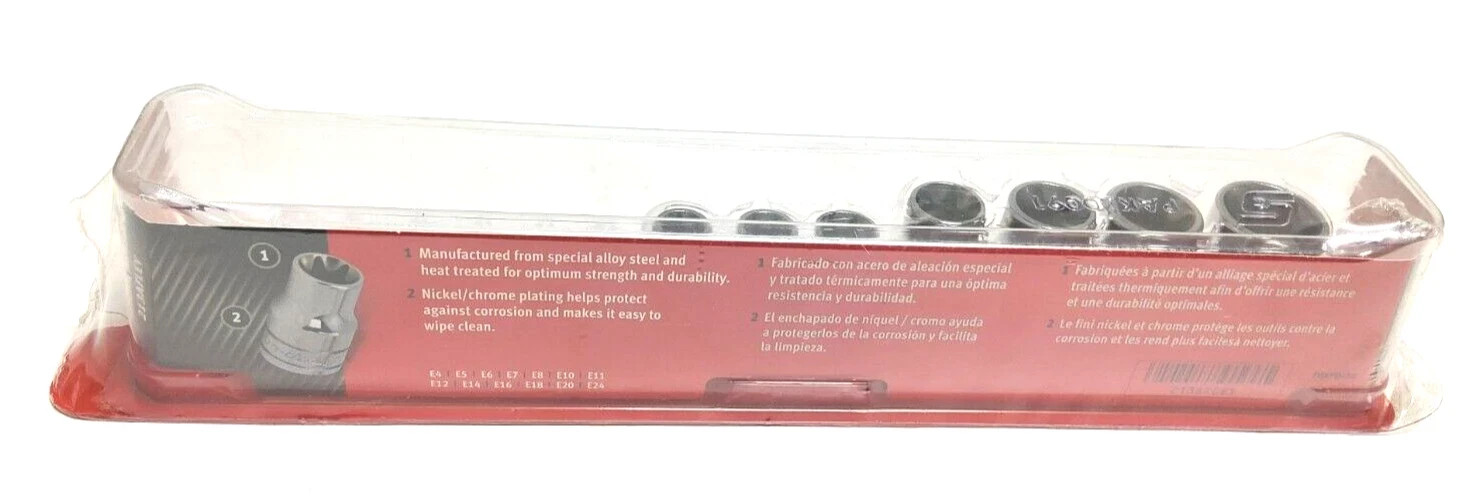 1
2
1 Manufactured from special alloy steel and
heat treated for optimum strength and durability.
2 Nickel/chrome plating helps protect
against corrosion and makes it easy to
wipe clean.
E4 E5 E6 E7 E8 E10 E11
E12 E14 E16 E18 E20 E24
1 Fabricado con acero de aleación especial
y tratado térmicamente para una óptima
resistencia y durabilidad.
2 El enchapado de níquel / cromo ayuda
a protegerlos de la corrosión y facilita
la limpieza.
1 Fabriquées à partir d'un alliage spécial d'acier et
traitées thermiquement afin d'offrir une résistance
et une durabilité optimales.
2 Le fini nickel et chrome protège les outils contre la
corrosion et les rend plus facilesà nettoyer.